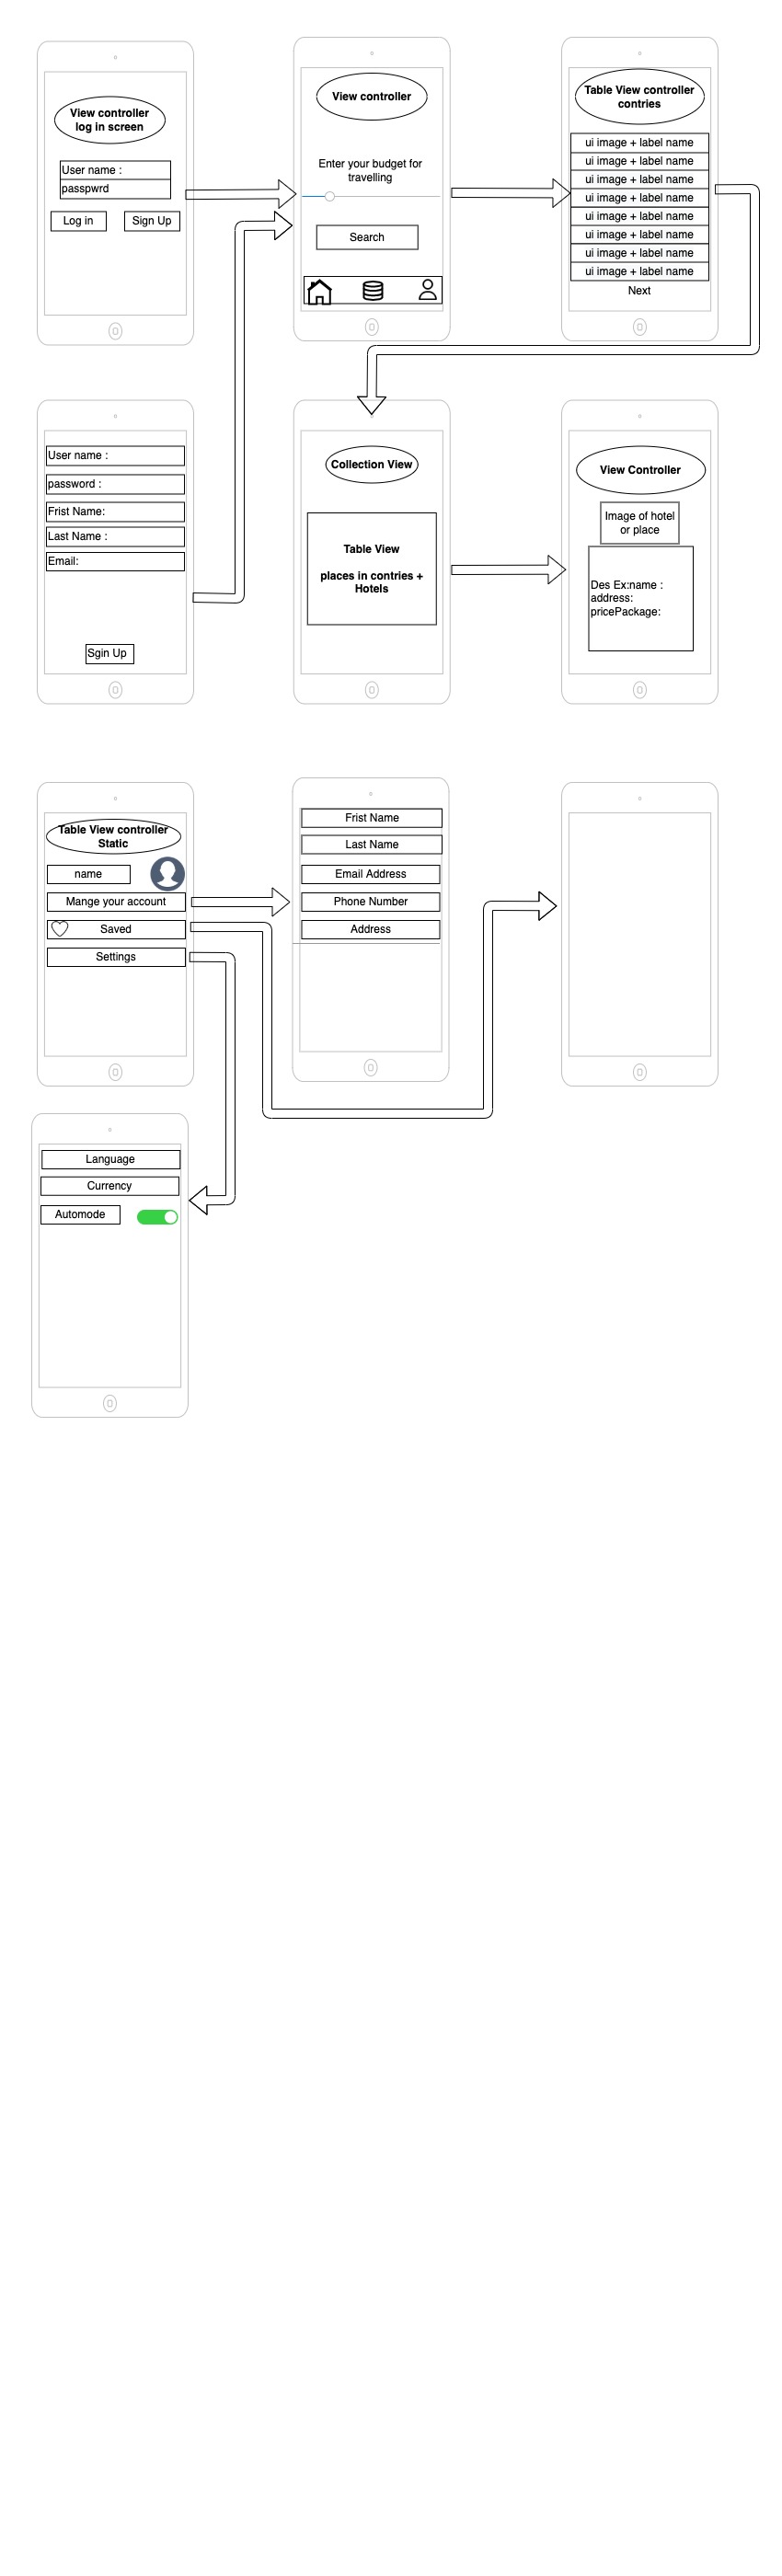 View controller
log in screen
User name :
passpwrd
Log in
Sign Up
View controller
Enter your budget for
travelling
Search
Table View controller
contries
ui image + label name
ui image + label name
ui image + label name
ui image + label name
ui image + label name
ui image + label name
ui image + label name
ui image + label name
Next
User name :
password :
Frist Name:
Last Name :
Email:
Sgin Up
Collection View
Table View
places in contries +
Hotels
View Controller
Image of hotel
or place
Des Ex:name :
address:
pricePackage:
Table View controller
Static
name
Mange your account
Saved
Settings
Frist Name
Last Name
Email Address
Phone Number
Address
Language
Currency
Automode